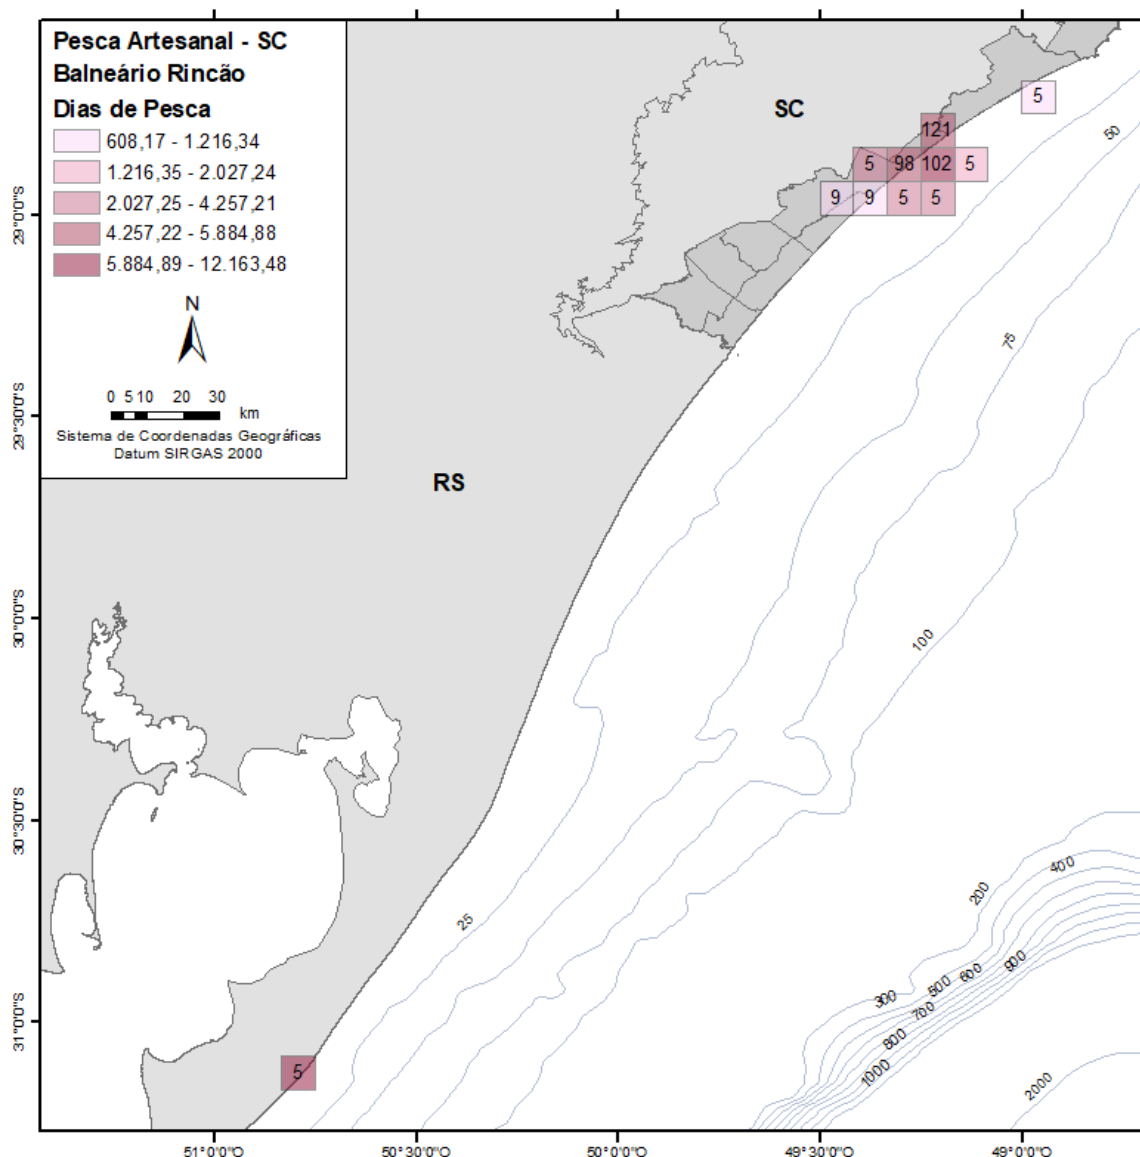 Pesca Artesanal - SC
Balneário Rincão
Dias de Pesca
608,17 - 1.216,34
1.216,35 - 2.027,24
2.027,25 - 4.257,21
4.257,22 - 5.884,88
5.884,89 - 12.163,48
N
0 5 10 20 30
km
Sistema de Coordenadas Geográficas
Datum SIRGAS 2000
SC
RS
5
121
5 98 102 5
9 9 5 5
5
50
75
100
25
200
400
300
500
600
900
700
800
1000
2000
29°0'0"S
29°30'0"S
30°0'0"S
30°30'0"S
31°0'0"S
51°0'0"O
50°30'0"O
50°0'0"O
49°30'0"O
49°0'0"O